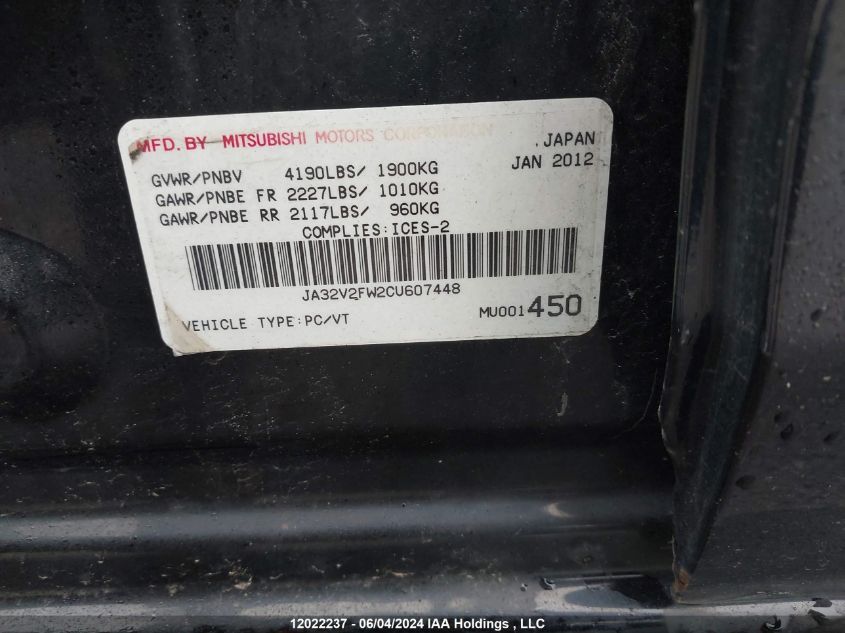 MFD. BY MITSUBISHI MOTORS CORPORATION
. JAPAN
JAN 2012
GVWR/PNBV 4190LBS/ 1900KG
GAWR/PNBE FR 2227LBS/ 1010KG
GAWR/PNBE RR 2117LBS/ 960KG
COMPLIES:ICES-2
JA32V2FW2CU607448
VEHICLE TYPE:PC/VT
MU001450
12022237 - 06/04/2024 IAA Holdings , LLC